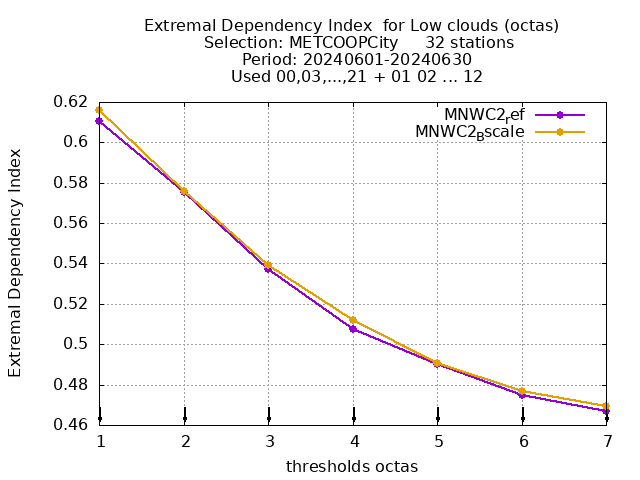 Extremal Dependency Index  for Low clouds (octas)
Selection: METCOOPCity     32 stations
Period: 20240601-20240630
Used 00,03,...,21 + 01 02 ... 12
0.62
0.6
0.58
0.56
0.54
0.52
0.5
0.48
0.46
Extremal Dependency Index
MNWC2ref
MNWC2Bscale
1 2 3 4 5 6 7
thresholds octas